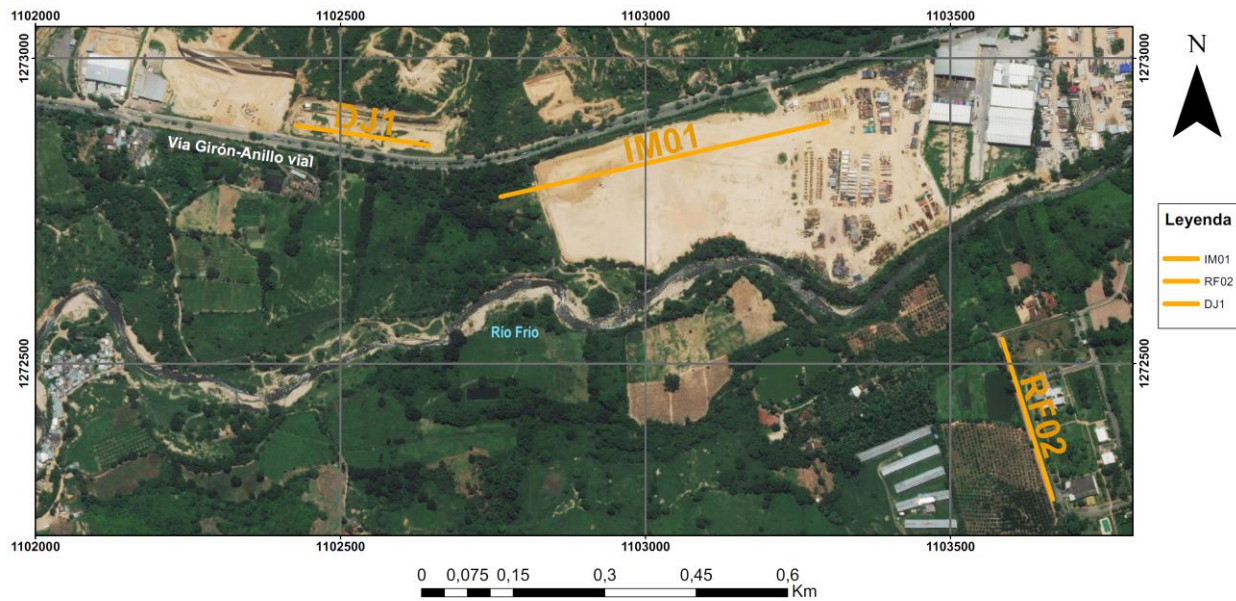 1102000 1102500 1103000 1103500
N
1273000 1273000
DJ1
IM01
Vía Girón-Anillo vial
Leyenda
IM01
RF02
DJ1
Río Frío
1272500 1272500
RF02
1102000 1102500 1103000 1103500
0 0,075 0,15 0,3 0,45 0,6
Km